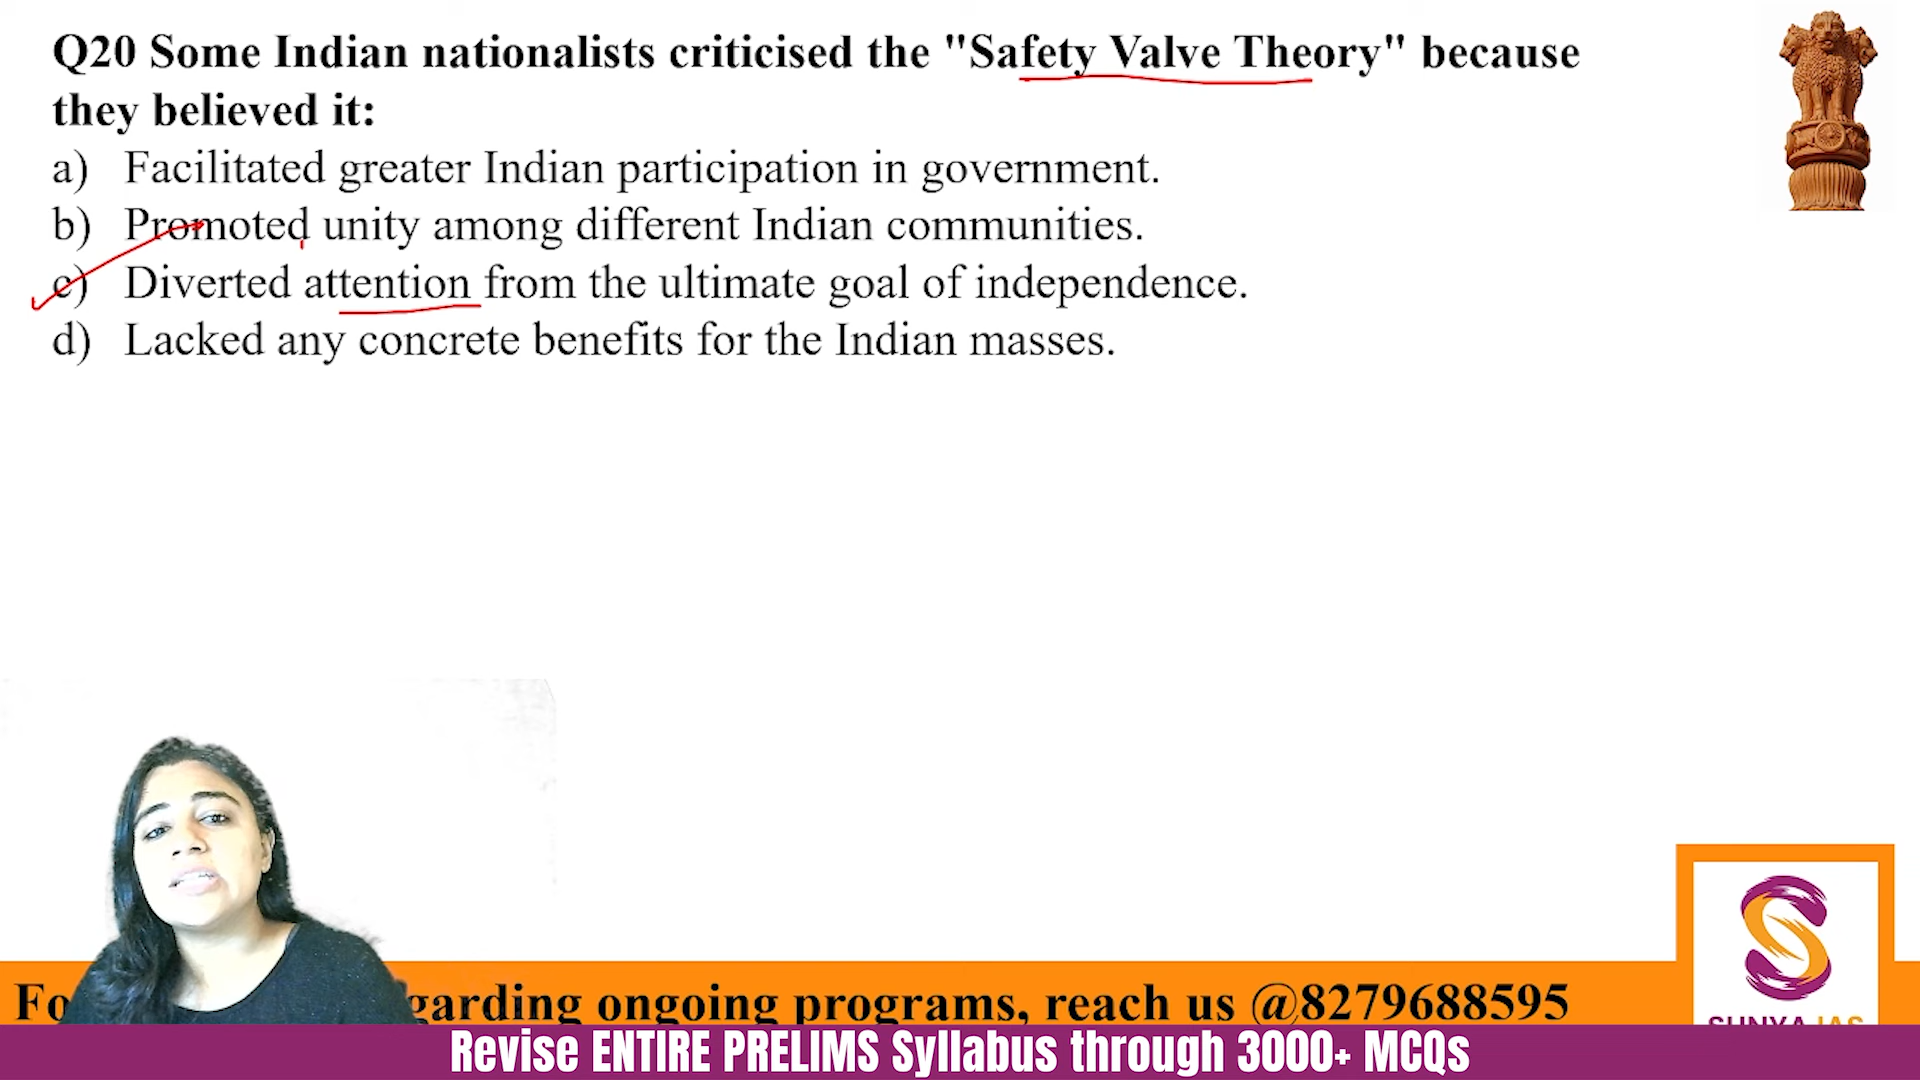 Q20 Some Indian nationalists criticised the "Safety Valve Theory" because
they believed it:
a) Facilitated greater Indian participation in government.
b) Promoted unity among different Indian communities.
c) Diverted attention from the ultimate goal of independence.
d) Lacked any concrete benefits for the Indian masses.
garding ongoing programs, reach us @8279688595
Revise ENTIRE PRELIMS Syllabus through 3000+ MCQs